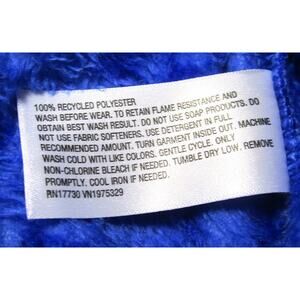 100% RECYCLED POLYESTER
WASH BEFORE WEAR. TO RETAIN FLAME RESISTANCE AND
OBTAIN BEST WASH RESULT. DO NOT USE SOAP PRODUCTS. DO
NOT USE FABRIC SOFTENERS. USE DETERGENT IN FULL
RECOMMENDED AMOUNT. TURN GARMENT INSIDE OUT. MACHINE
WASH COLD WITH LIKE COLORS. GENTLE CYCLE. ONLY
NON-CHLORINE BLEACH IF NEEDED. TUMBLE DRY LOW. REMOVE
PROMPTLY. COOL IRON IF NEEDED.
RN17730 VN1975329